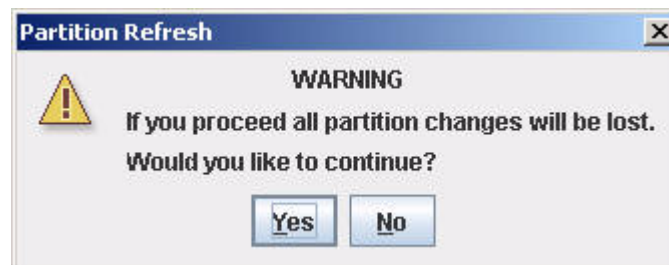 Partition Refresh
WARNING
If you proceed all partition changes will be lost.
Would you like to continue?
Yes No